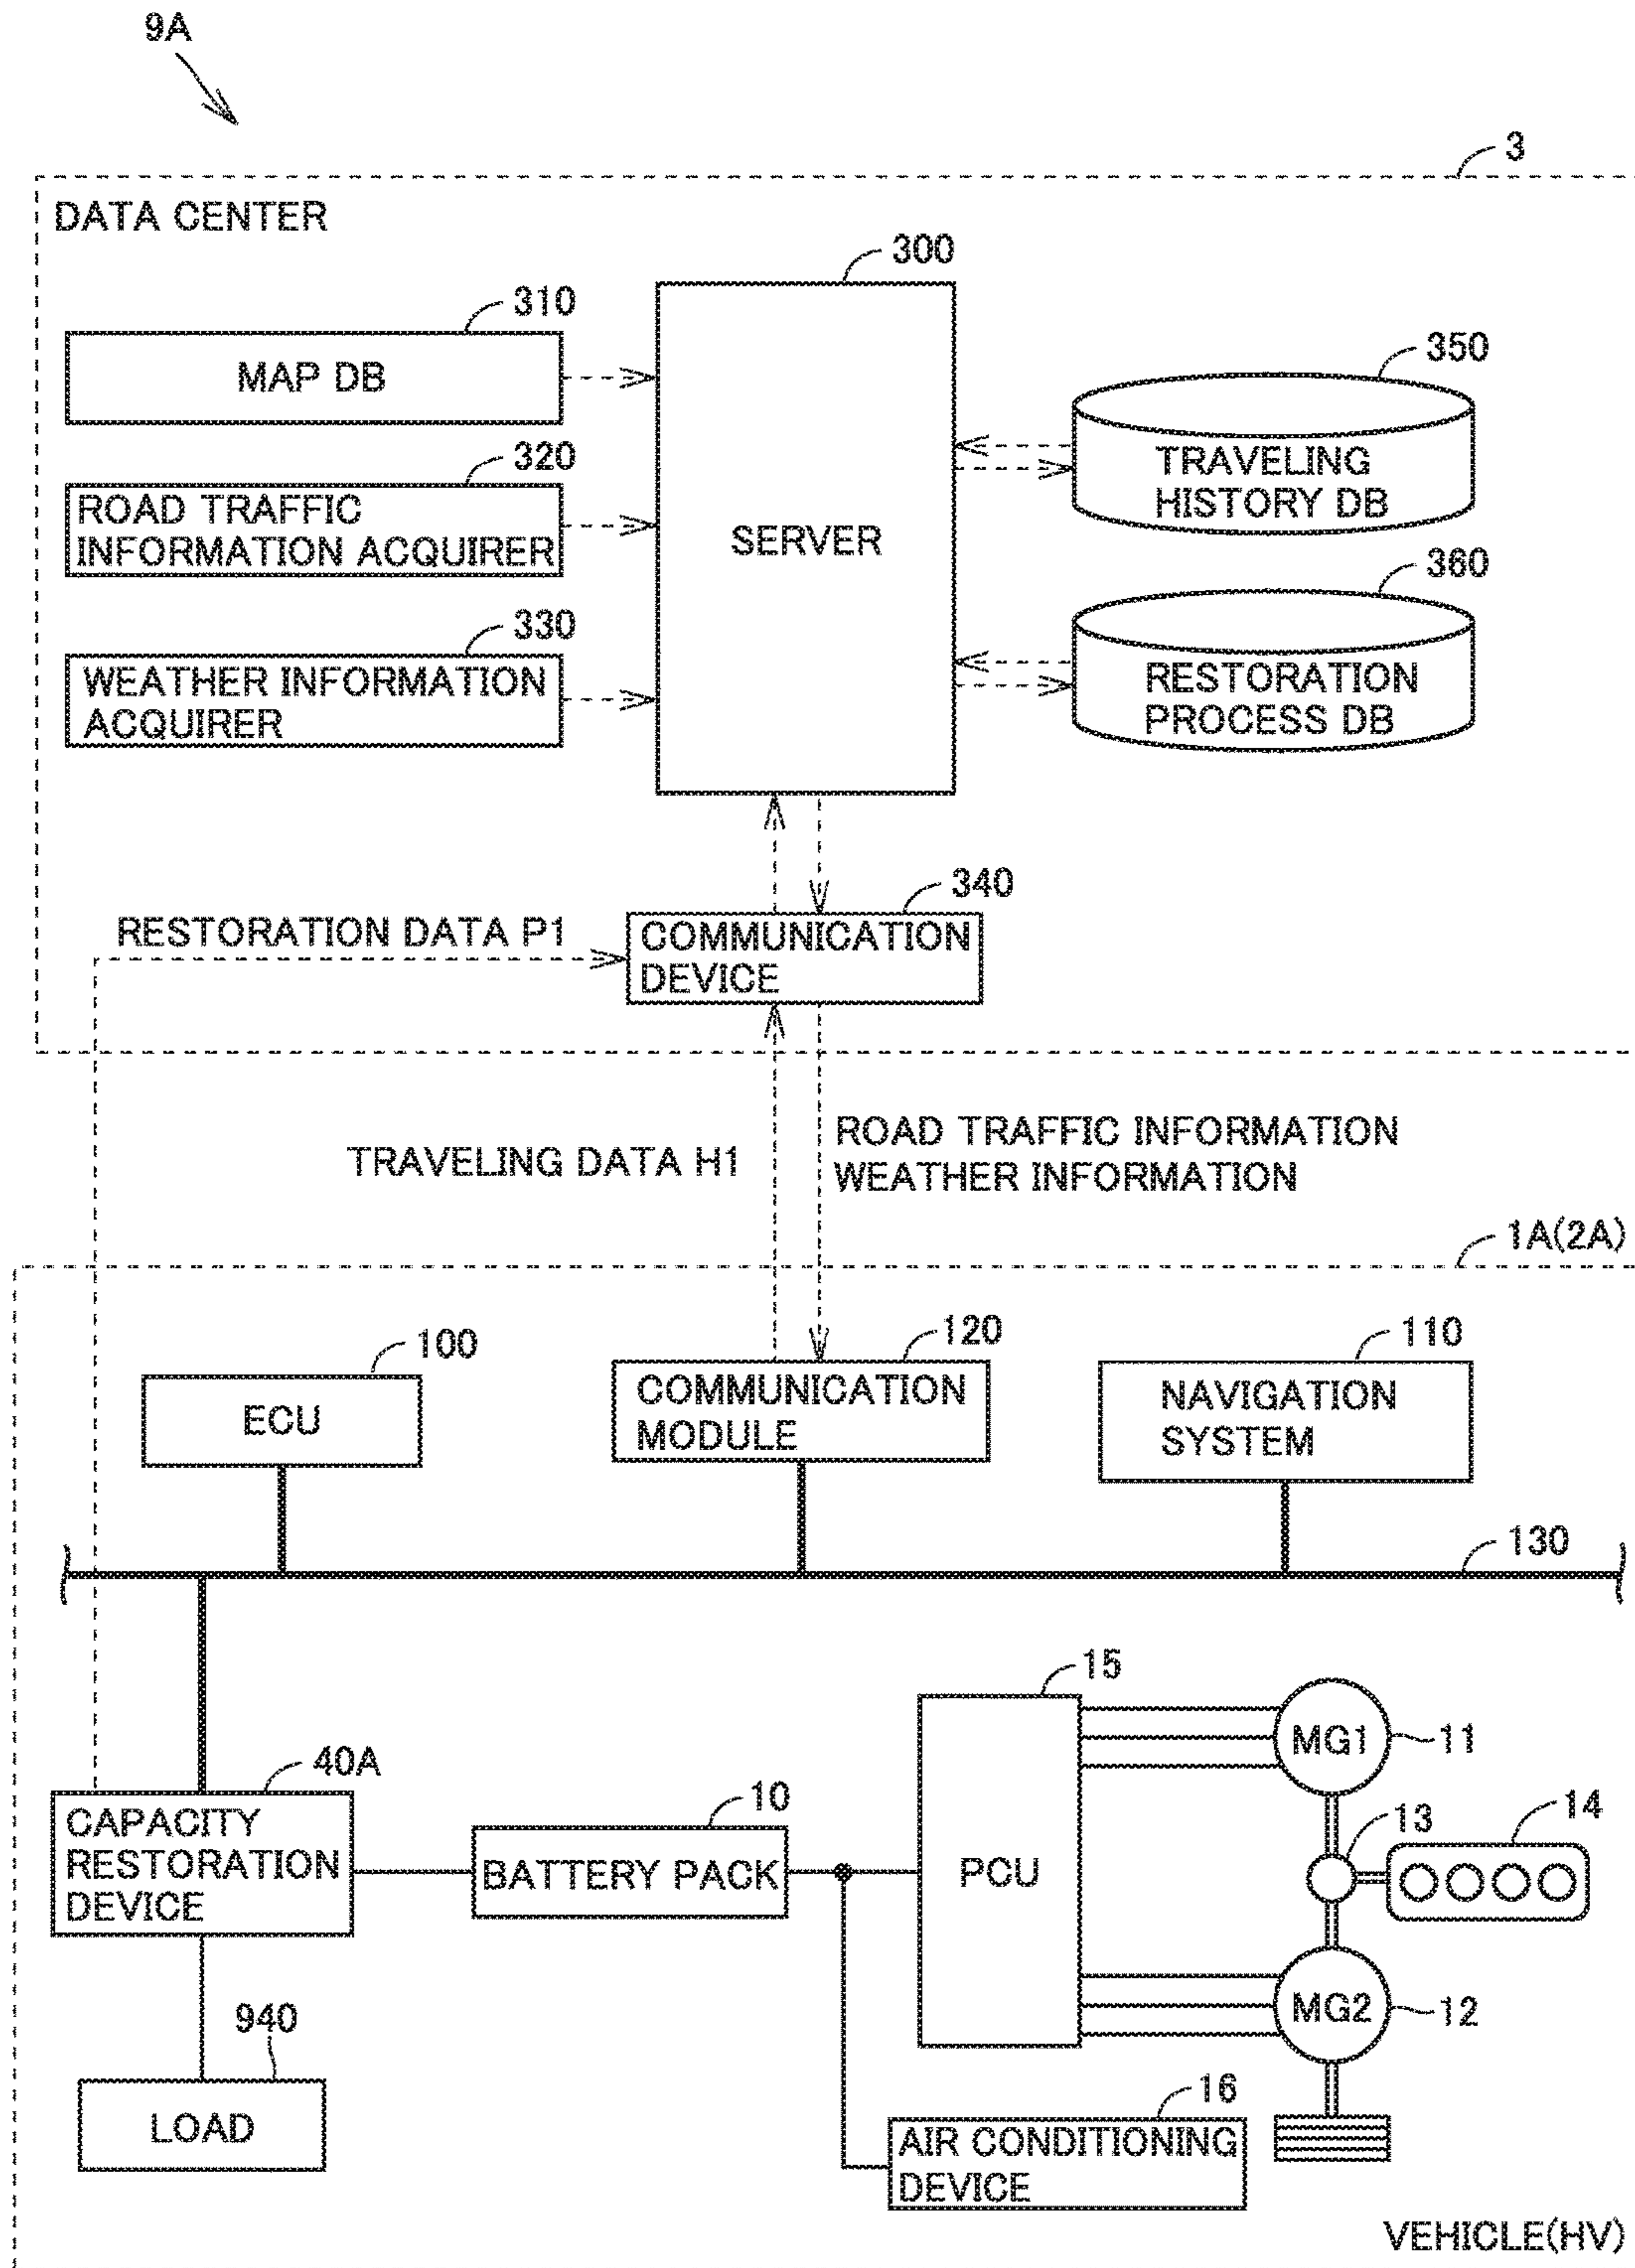 9A
3
DATA CENTER
300
310
MAP DB
350
320
TRAVELING
HISTORY DB
ROAD TRAFFIC
INFORMATION ACQUIRER
SERVER
360
330
WEATHER INFORMATION
ACQUIRER
RESTORATION
PROCESS DB
340
RESTORATION DATA P1
COMMUNICATION
DEVICE
TRAVELING DATA H1
ROAD TRAFFIC INFORMATION
WEATHER INFORMATION
1A(2A)
100
120
110
ECU
COMMUNICATION
MODULE
NAVIGATION
SYSTEM
130
15
MG1
11
40A
10
13
14
CAPACITY
RESTORATION
DEVICE
BATTERY PACK
PCU
940
MG2
12
LOAD
16
AIR CONDITIONING
DEVICE
VEHICLE(HV)